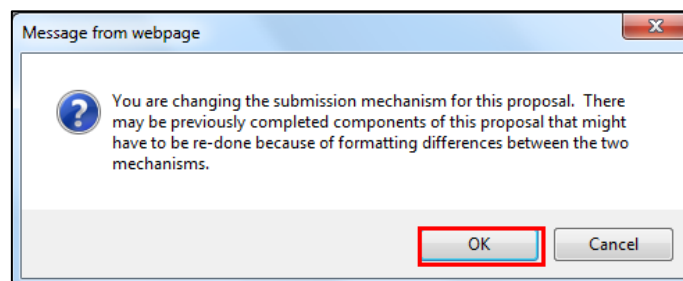 Message from webpage
You are changing the submission mechanism for this proposal.  There
may be previously completed components of this proposal that might
have to be re-done because of formatting differences between the two
mechanisms.
OK
Cancel